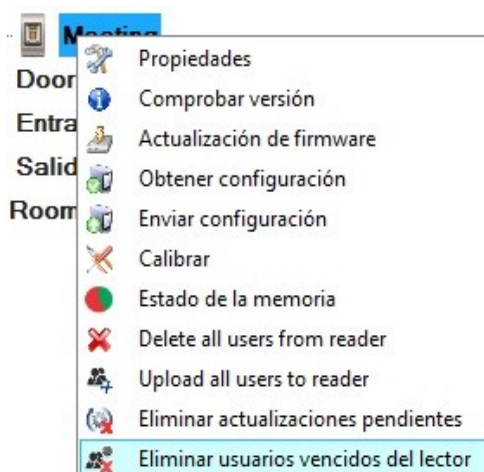 Meeting
Propiedades
Door
Comprobar versión
Entra
Actualización de firmware
Salid
Obtener configuración
Room
Enviar configuración
Calibrar
Estado de la memoria
Delete all users from reader
Upload all users to reader
Eliminar actualizaciones pendientes
Eliminar usuarios vencidos del lector